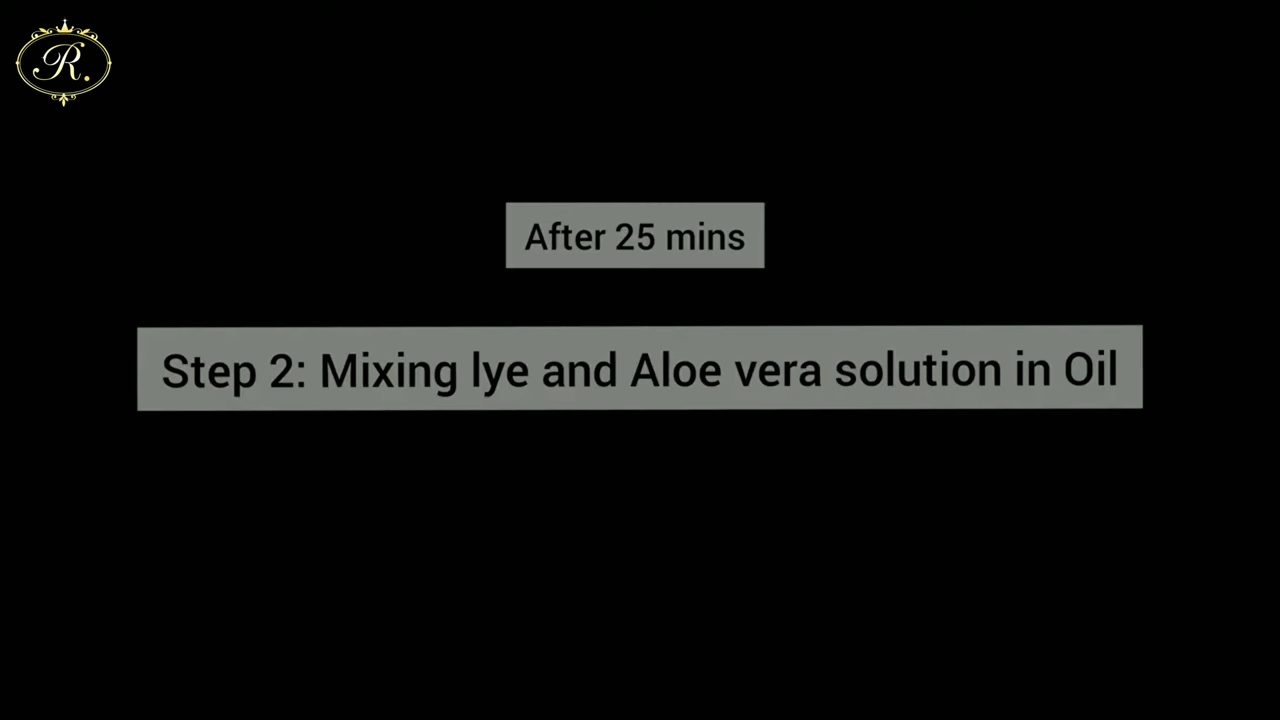 R.
After 25 mins
Step 2: Mixing lye and Aloe vera solution in Oil